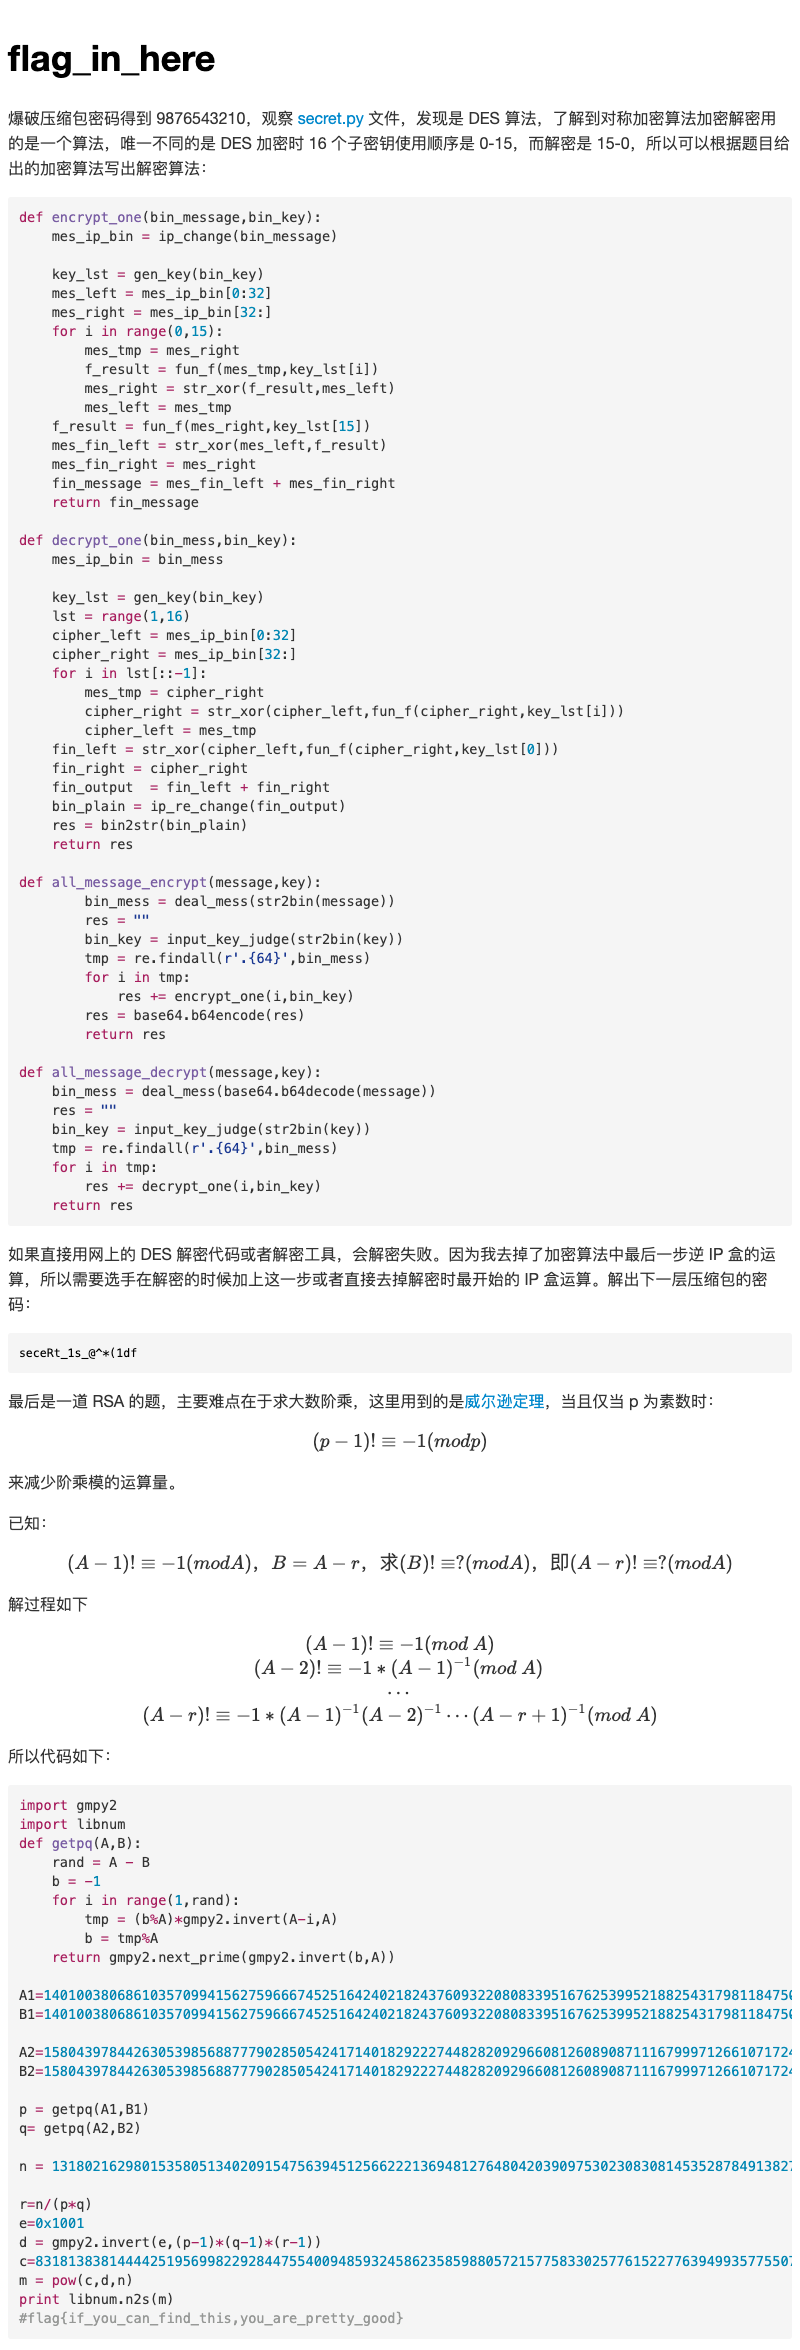 flag_in_here
爆破压缩包密码得到 9876543210，观察 secret.py 文件，发现是 DES 算法，了解到对称加密算法加密解密用
的是一个算法，唯一不同的是 DES 加密时 16 个子密钥使用顺序是 0-15，而解密是 15-0，所以可以根据题目给
出的加密算法写出解密算法：
def encrypt_one(bin_message,bin_key):
    mes_ip_bin = ip_change(bin_message)
    key_lst = gen_key(bin_key)
    mes_left = mes_ip_bin[0:32]
    mes_right = mes_ip_bin[32:]
    for i in range(0,15):
        mes_tmp = mes_right
        f_result = fun_f(mes_tmp,key_lst[i])
        mes_right = str_xor(f_result,mes_left)
        mes_left = mes_tmp
    f_result = fun_f(mes_right,key_lst[15])
    mes_fin_left = str_xor(mes_left,f_result)
    mes_fin_right = mes_right
    fin_message = mes_fin_left + mes_fin_right
    return fin_message
def decrypt_one(bin_mess,bin_key):
    mes_ip_bin = bin_mess
    key_lst = gen_key(bin_key)
    lst = range(1,16)
    cipher_left = mes_ip_bin[0:32]
    cipher_right = mes_ip_bin[32:]
    for i in lst[::-1]:
        mes_tmp = cipher_right
        cipher_right = str_xor(cipher_left,fun_f(cipher_right,key_lst[i]))
        cipher_left = mes_tmp
    fin_left = str_xor(cipher_left,fun_f(cipher_right,key_lst[0]))
    fin_right = cipher_right
    fin_output  = fin_left + fin_right
    bin_plain = ip_re_change(fin_output)
    res = bin2str(bin_plain)
    return res
def all_message_encrypt(message,key):
        bin_mess = deal_mess(str2bin(message))
        res = ""
        bin_key = input_key_judge(str2bin(key))
        tmp = re.findall(r'.{64}',bin_mess)
        for i in tmp:
            res += encrypt_one(i,bin_key)
        res = base64.b64encode(res)
        return res
def all_message_decrypt(message,key):
    bin_mess = deal_mess(base64.b64decode(message))
    res = ""
    bin_key = input_key_judge(str2bin(key))
    tmp = re.findall(r'.{64}',bin_mess)
    for i in tmp:
        res += decrypt_one(i,bin_key)
    return res
如果直接用网上的 DES 解密代码或者解密工具，会解密失败。因为我去掉了加密算法中最后一步逆 IP 盒的运
算，所以需要选手在解密的时候加上这一步或者直接去掉解密时最开始的 IP 盒运算。解出下一层压缩包的密
码：
seceRt_1s_@^*(1df
最后是一道 RSA 的题，主要难点在于求大数阶乘，这里用到的是威尔逊定理，当且仅当 p 为素数时：
(p − 1)! ≡ −1(modp)
来减少阶乘模的运算量。
已知：
(A − 1)! ≡ −1(modA)，B = A − r，求(B)! ≡?(modA)，即(A − r)! ≡?(modA)
解过程如下
(A − 1)! ≡ −1(mod A)
(A − 2)! ≡ −1 ∗ (A − 1)⁻¹(mod A)
⋯
(A − r)! ≡ −1 ∗ (A − 1)⁻¹(A − 2)⁻¹ ⋯ (A − r + 1)⁻¹(mod A)
所以代码如下：
import gmpy2
import libnum
def getpq(A,B):
    rand = A - B
    b = -1
    for i in range(1,rand):
        tmp = (b%A)*gmpy2.invert(A-i,A)
        b = tmp%A
    return gmpy2.next_prime(gmpy2.invert(b,A))
A1=140100380686103570994156275966674525164240218243760932208083395167625399521882543179811847​50
B1=140100380686103570994156275966674525164240218243760932208083395167625399521882543179811847​50
A2=15804397844263053985688777902850542417140182922274482820929660812608908711167999712661071724
B2=15804397844263053985688777902850542417140182922274482820929660812608908711167999712661071724
p = getpq(A1,B1)
q= getpq(A2,B2)
n = 1318021629801535805134020915475639451256622213694812764804203909753023083081453528784913827
r=n/(p*q)
e=0x1001
d = gmpy2.invert(e,(p-1)*(q-1)*(r-1))
c=83181383814444251956998229284475540094859324586235859880572157758330257761522776394993577550​7
m = pow(c,d,n)
print libnum.n2s(m)
#flag{if_you_can_find_this,you_are_pretty_good}